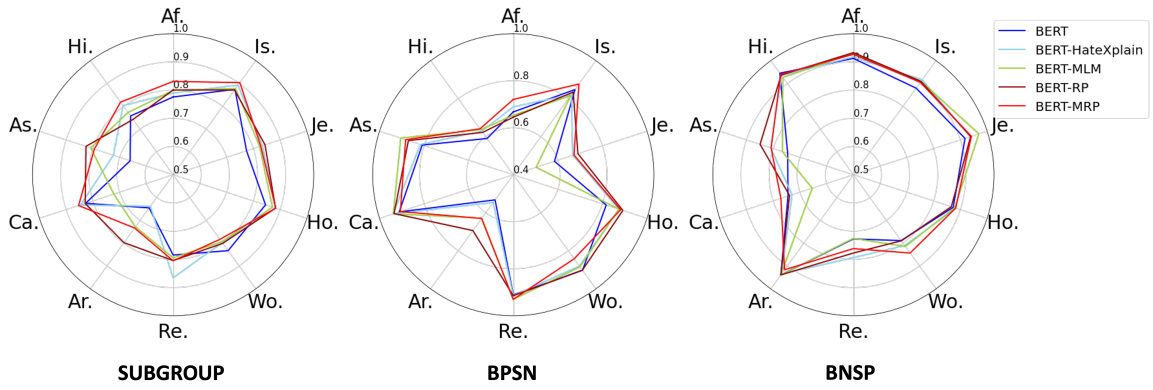 Af.
Is.
Je.
Ho.
Wo.
Re.
Ar.
Ca.
As.
Hi.
1.0
0.9
0.8
0.7
0.6
0.5
SUBGROUP
Af.
Is.
Je.
Ho.
Wo.
Re.
Ar.
Ca.
As.
Hi.
1.0
0.8
0.6
0.4
BPSN
Af.
Is.
Je.
Ho.
Wo.
Re.
Ar.
Ca.
As.
Hi.
1.0
0.9
0.8
0.7
0.6
0.5
BNSP
BERT
BERT-HateXplain
BERT-MLM
BERT-RP
BERT-MRP